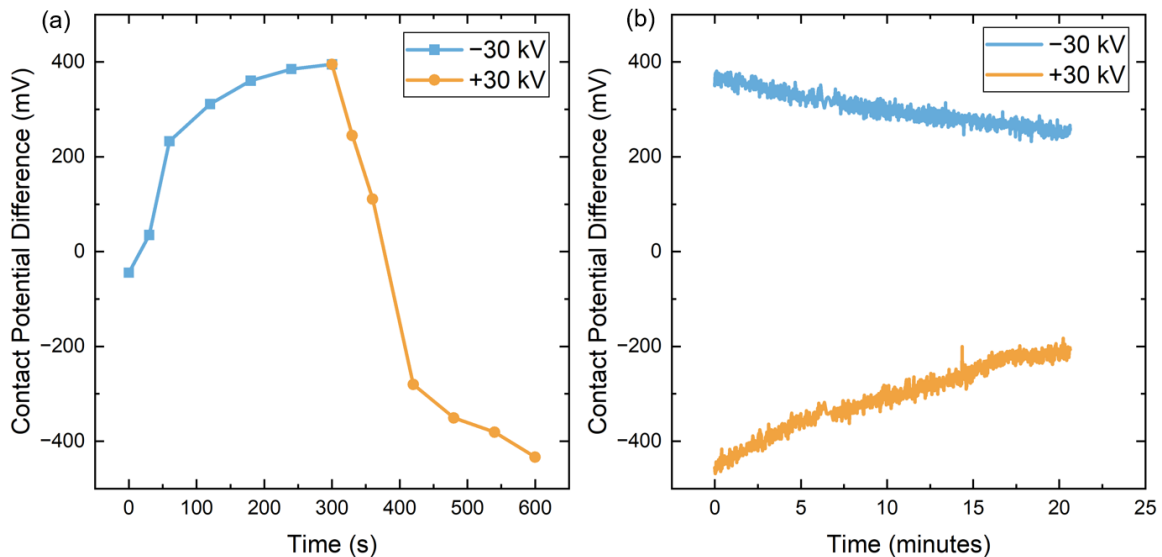 (a)
−30 kV
+30 kV
400
200
0
−200
−400
Contact Potential Difference (mV)
0 100 200 300 400 500 600
Time (s)
(b)
−30 kV
+30 kV
400
200
0
−200
−400
Contact Potential Difference (mV)
0 5 10 15 20 25
Time (minutes)